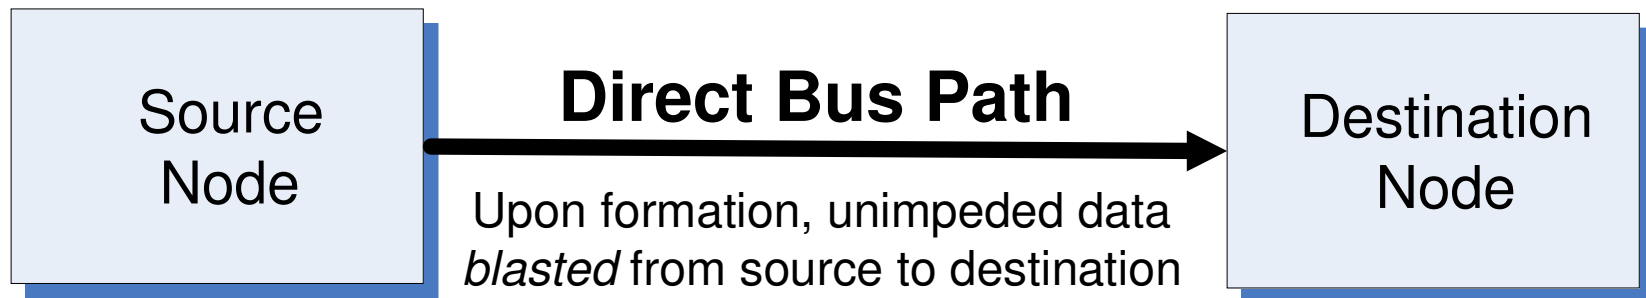 Source
Node
Direct Bus Path
Upon formation, unimpeded data
blasted from source to destination
Destination
Node